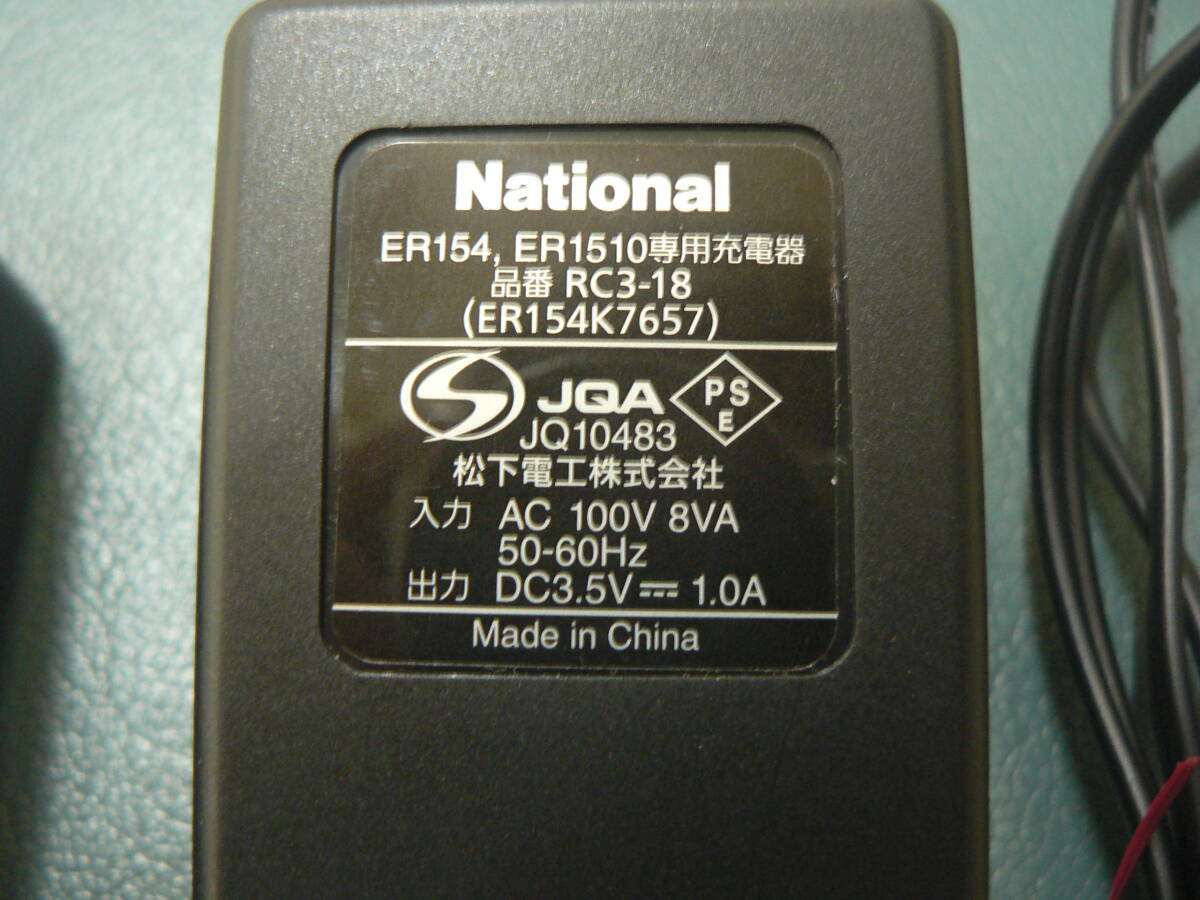 National
ER154, ER1510専用充電器
品番 RC3-18
(ER154K7657)
JQA
PS
E
JQ10483
松下電工株式会社
入力 AC 100V 8VA
50-60Hz
出力 DC3.5V⎓ 1.0A
Made in China